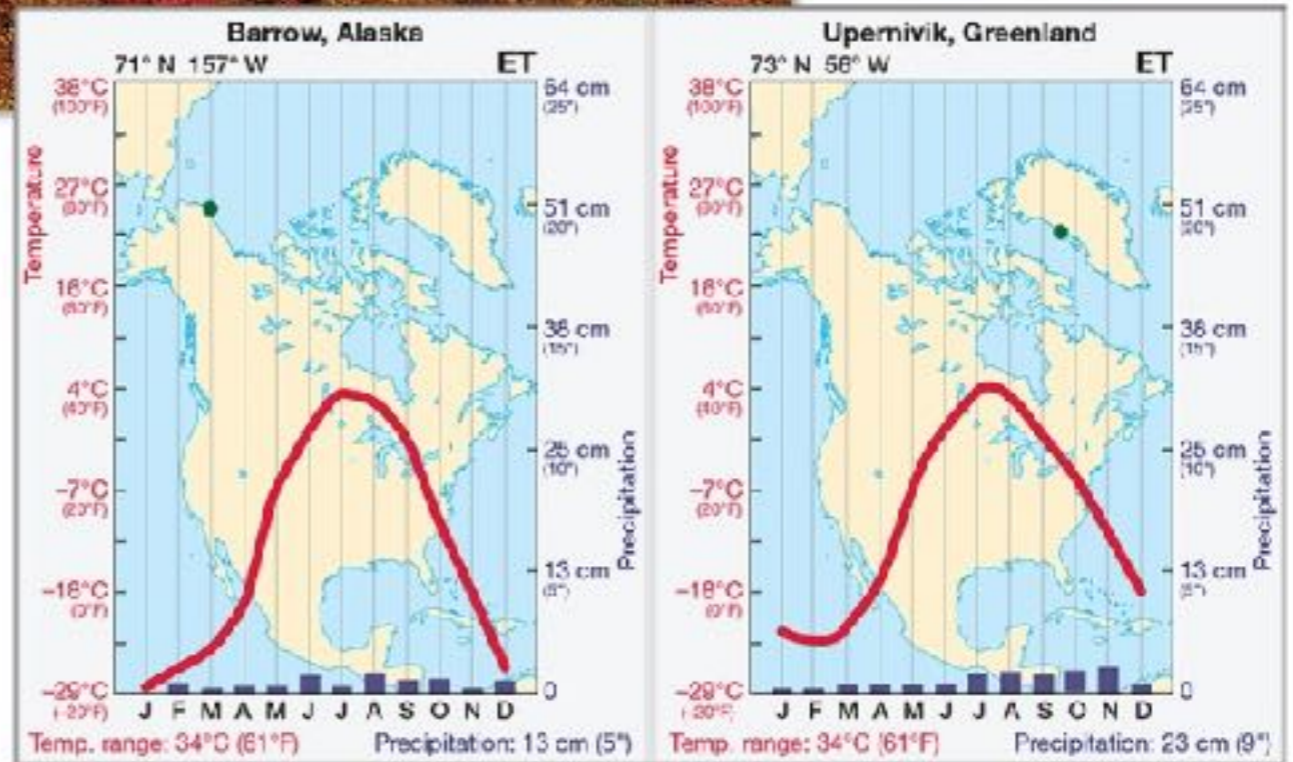 Barrow, Alaska
71° N 157° W ET
38°C
(100°F)
27°C
(80°F)
16°C
(60°F)
4°C
(40°F)
-7°C
(20°F)
-18°C
(0°F)
-29°C
(-20°F)
Temperature
64 cm
(25")
51 cm
(20")
38 cm
(15")
25 cm
(10")
13 cm
(5")
0
Precipitation
J F M A M J J A S O N D
Temp. range: 34°C (61°F) Precipitation: 13 cm (5")
Upernivik, Greenland
73° N 56° W ET
38°C
(100°F)
27°C
(80°F)
16°C
(60°F)
4°C
(40°F)
-7°C
(20°F)
-18°C
(0°F)
-29°C
(-20°F)
Temperature
64 cm
(25")
51 cm
(20")
38 cm
(15")
25 cm
(10")
13 cm
(5")
0
Precipitation
J F M A M J J A S O N D
Temp. range: 34°C (61°F) Precipitation: 23 cm (9")